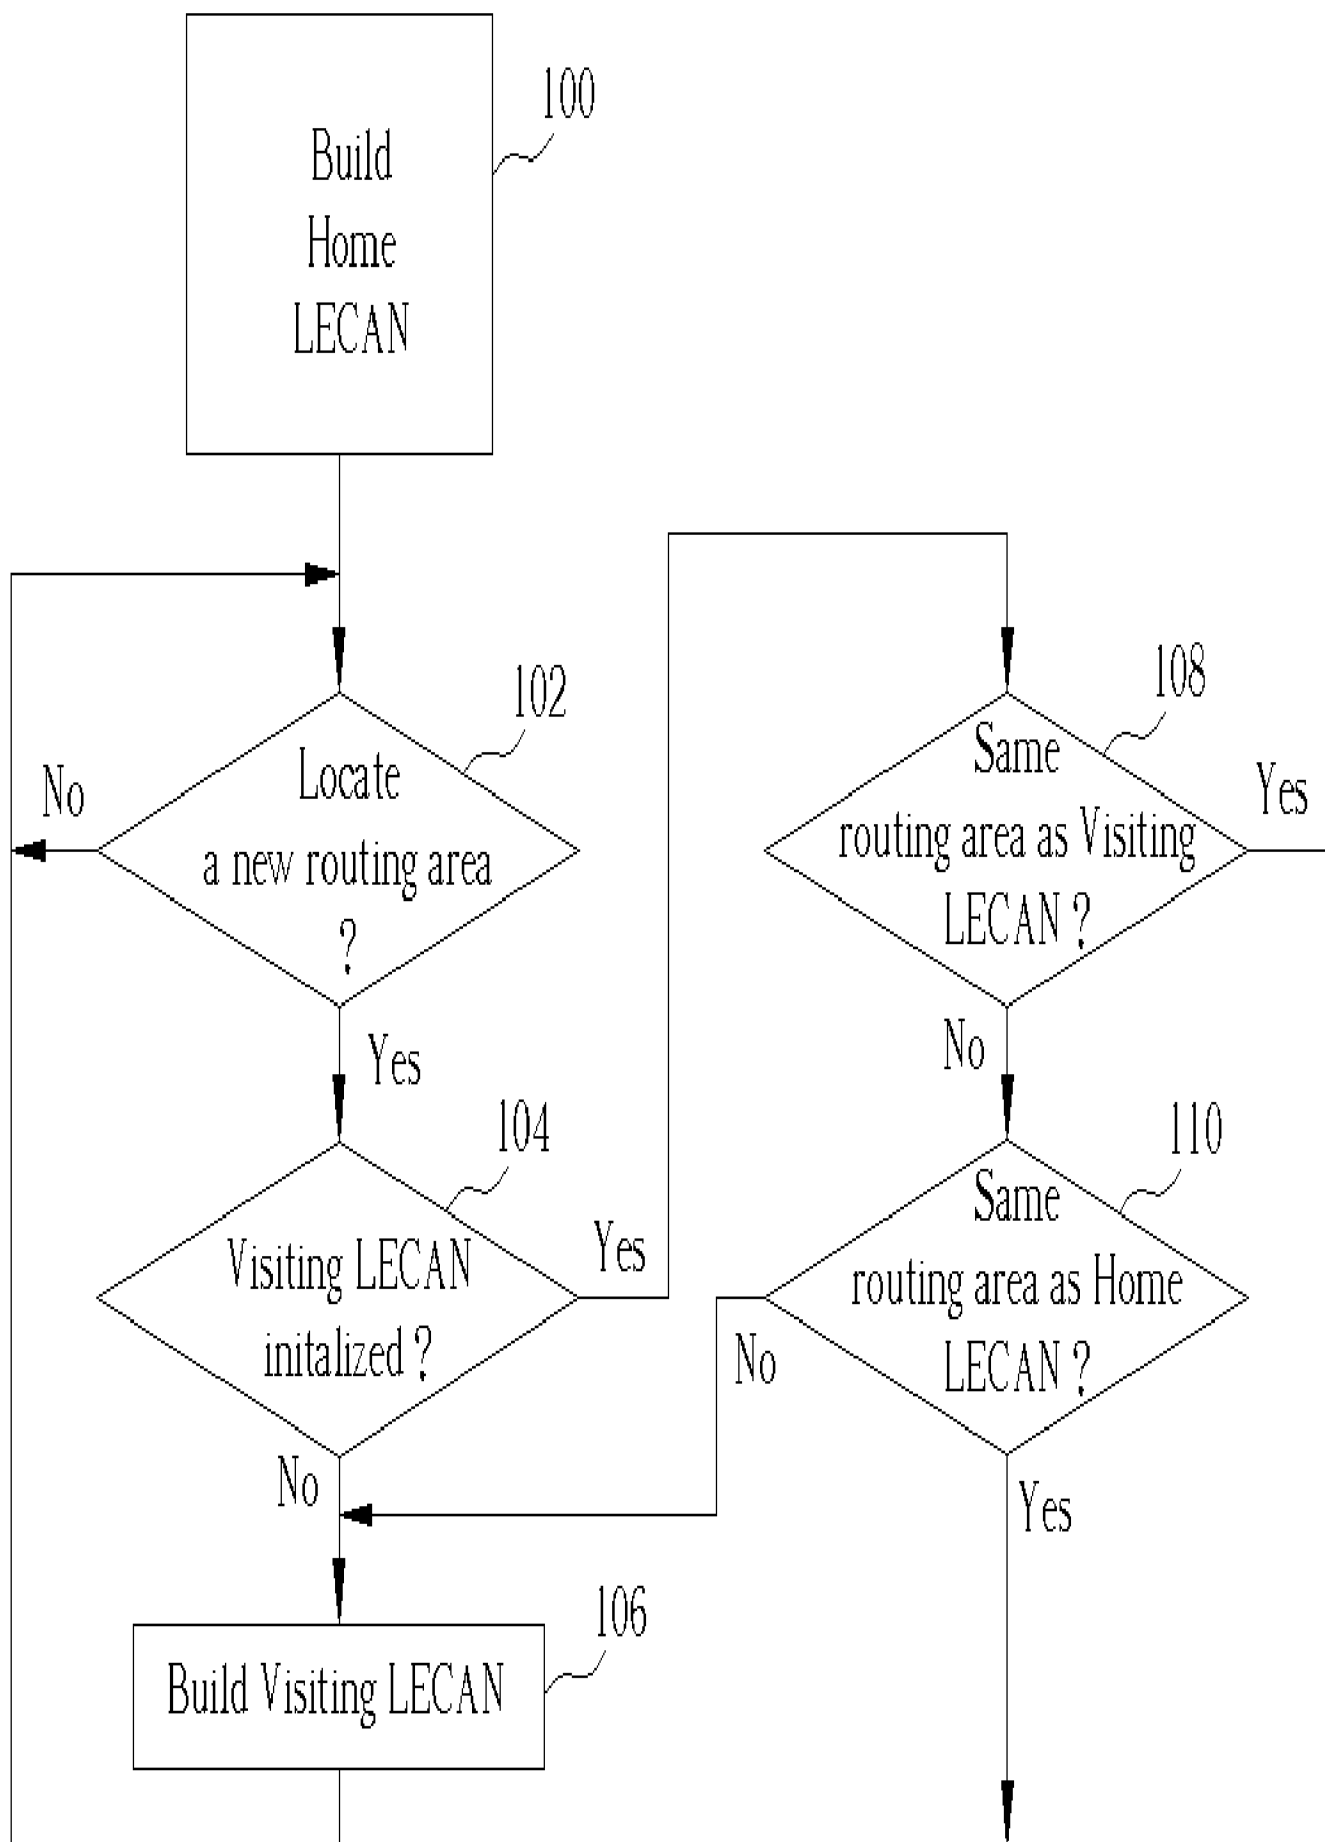 100
Build
Home
LECAN
102
Locate
a new routing area
?
No
Yes
104
Visiting LECAN
initalized ?
Yes
No
106
Build Visiting LECAN
108
Same
routing area as Visiting
LECAN ?
Yes
No
110
Same
routing area as Home
LECAN ?
No
Yes